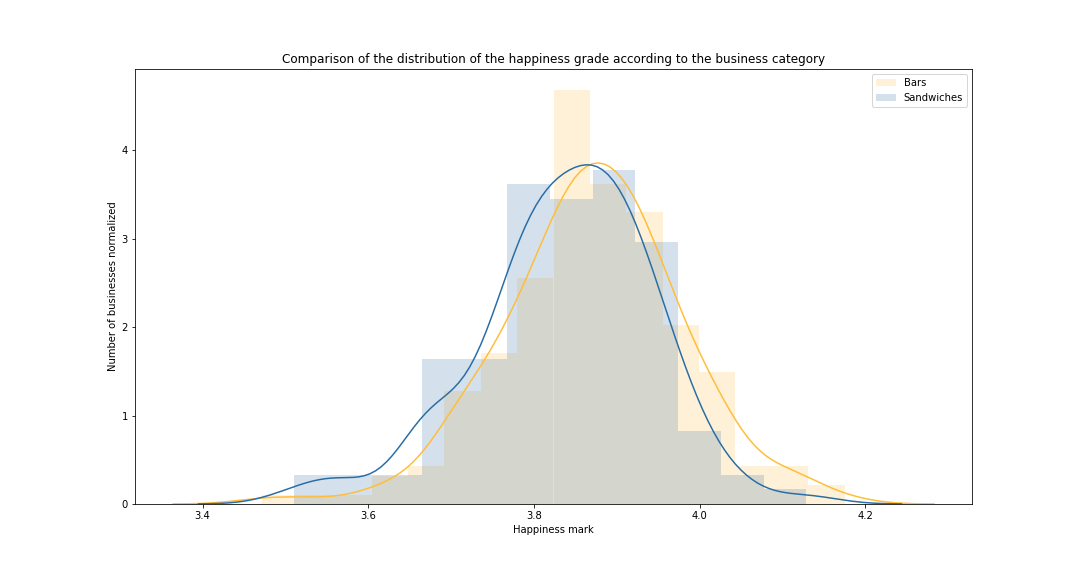 Comparison of the distribution of the happiness grade according to the business category
Bars
Sandwiches
Number of businesses normalized
4
3
2
1
0
3.4
3.6
3.8
4.0
4.2
Happiness mark